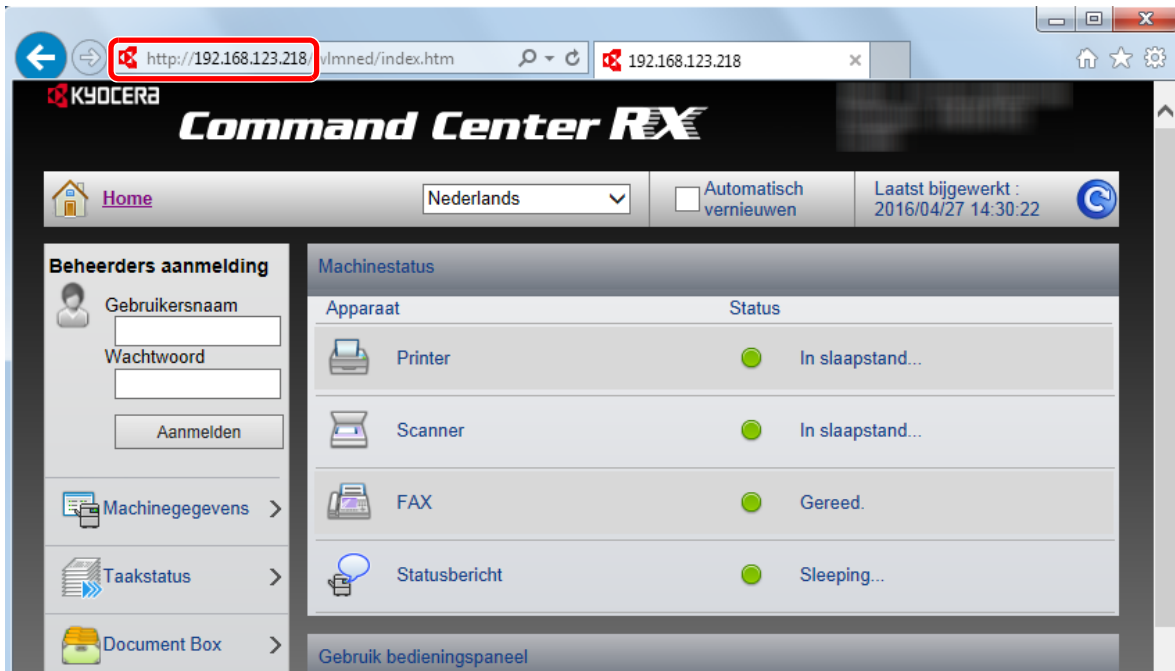 http://192.168.123.218/wlmned/index.htm
192.168.123.218
KYOCERA
Command Center RX
Home
Nederlands
Automatisch
vernieuwen
Laatst bijgewerkt :
2016/04/27 14:30:22
Beheerders aanmelding
Gebruikersnaam
Wachtwoord
Aanmelden
Machinegegevens
Taakstatus
Document Box
Machinestatus
Apparaat Status
Printer In slaapstand...
Scanner In slaapstand...
FAX Gereed.
Statusbericht Sleeping...
Gebruik bedieningspaneel